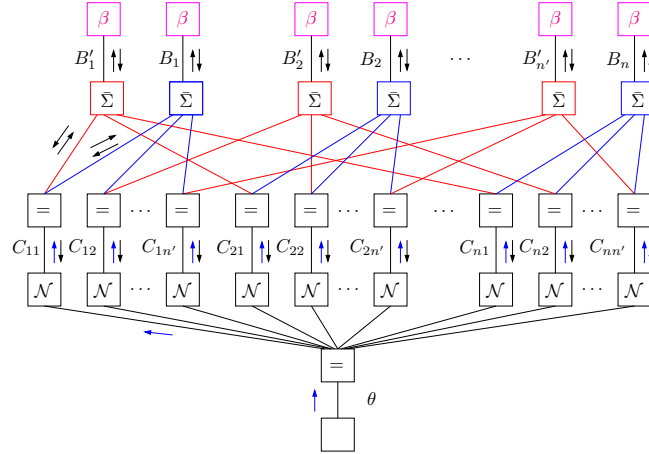 β β β β β β
B′₁ B₁ B′₂ B₂ ⋯ B′ₙ′ Bₙ
Σ̄ Σ̄ Σ̄ Σ̄ Σ̄ Σ̄
= = ⋯ = = = ⋯ = ⋯ = = ⋯ =
C₁₁ C₁₂ C₁ₙ′ C₂₁ C₂₂ C₂ₙ′ Cₙ₁ Cₙ₂ Cₙₙ′
𝒩 𝒩 ⋯ 𝒩 𝒩 𝒩 ⋯ 𝒩 𝒩 𝒩 ⋯ 𝒩
=
θ